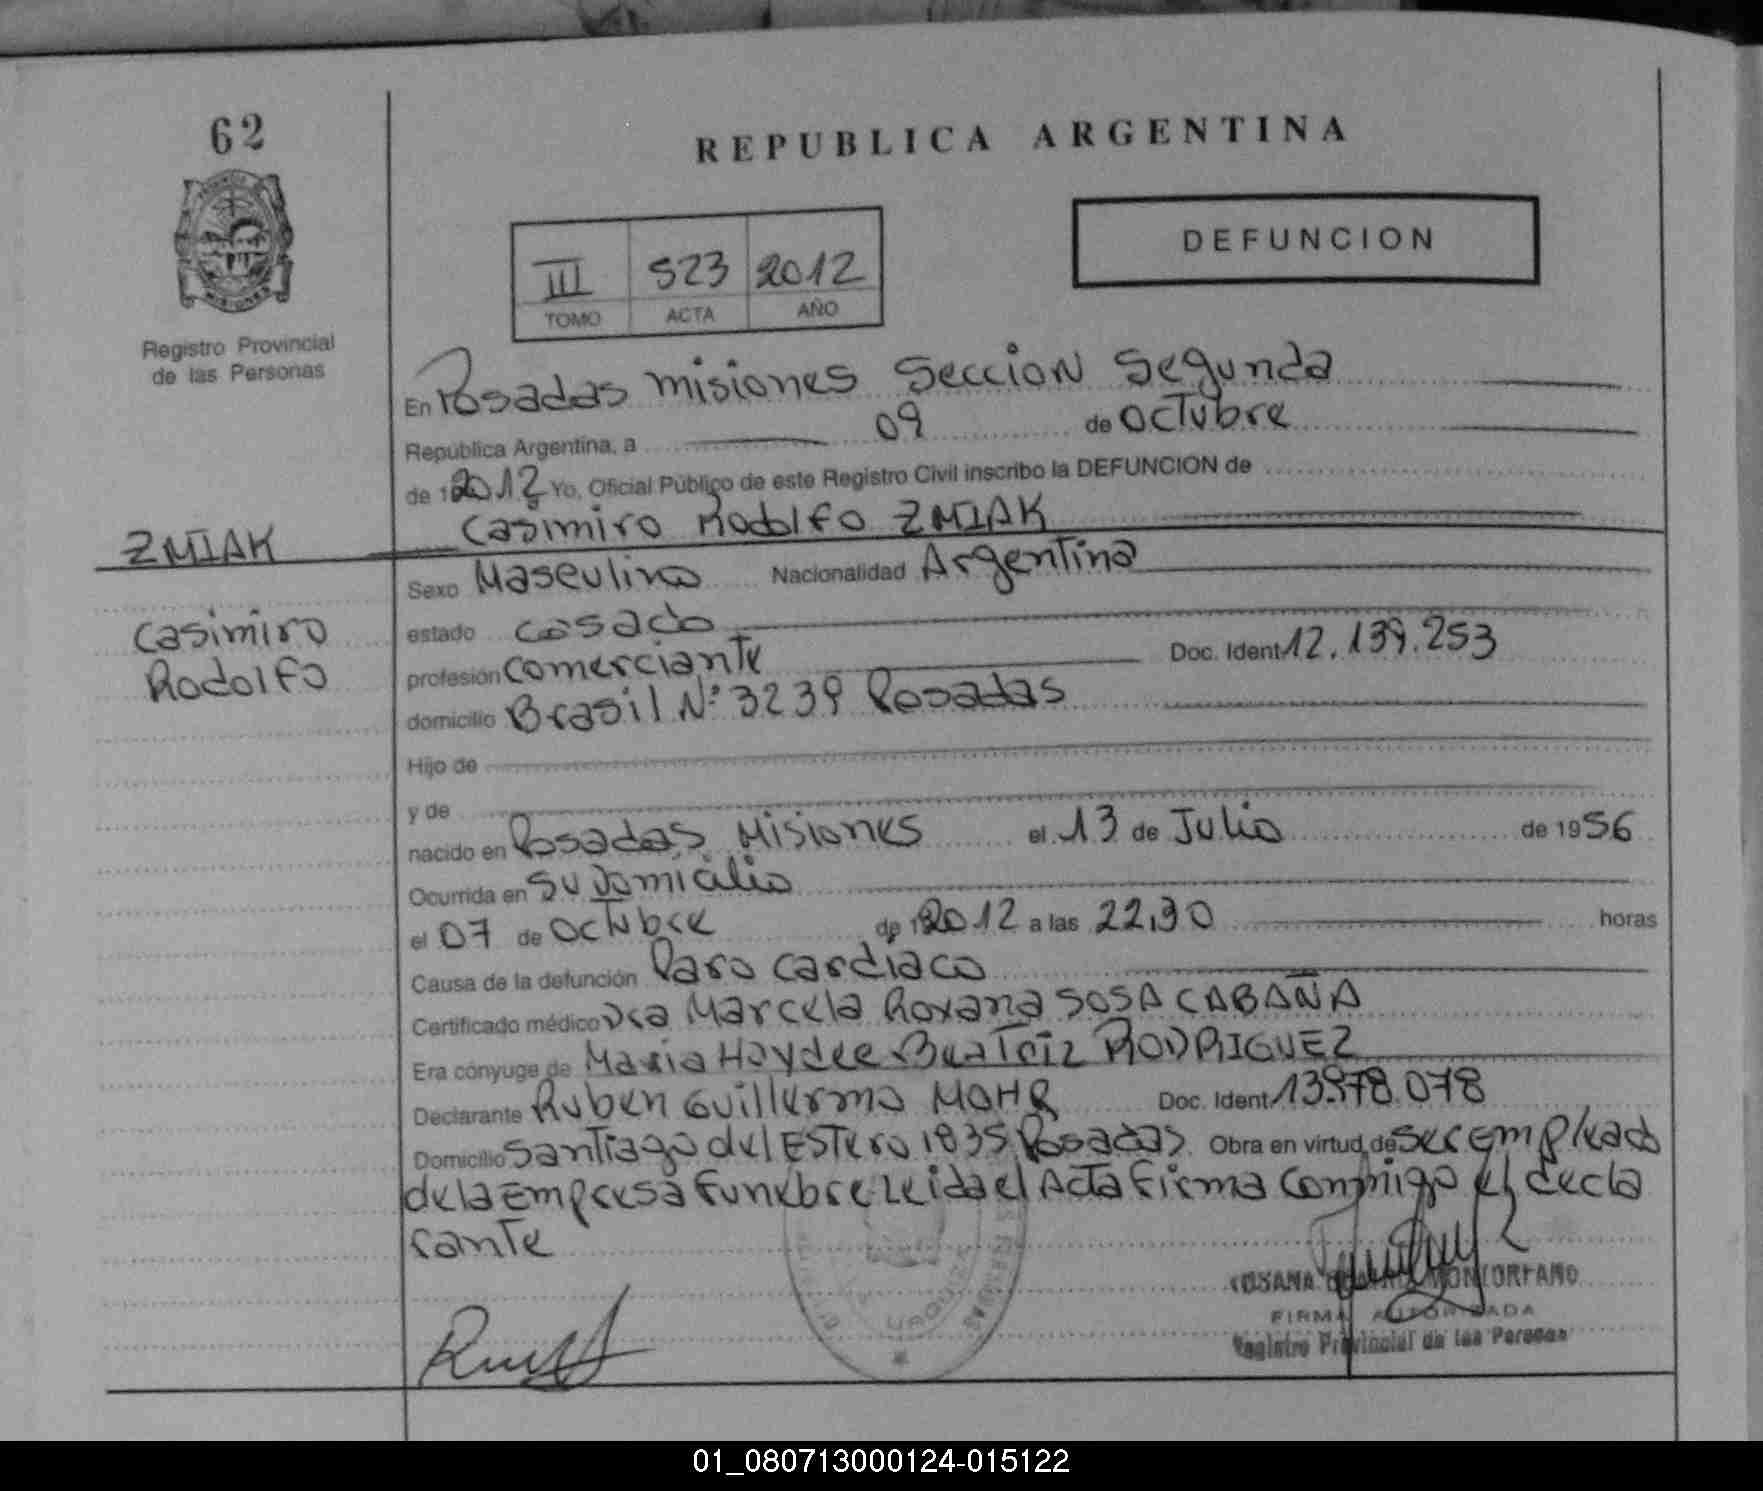 62
REPUBLICA ARGENTINA
DEFUNCION
III 523 2012
TOMO ACTA AÑO
Registro Provincial
de las Personas
En Posadas Misiones Seccion Segunda
República Argentina, a 09 de Octubre
de 2012 Yo, Oficial Público de este Registro Civil inscribo la DEFUNCION de
Casimiro Rodolfo ZMIAK
ZMIAK
Casimiro
Rodolfo
Sexo Masculino Nacionalidad Argentina
estado casado
profesión comerciante Doc. Ident 12.139.253
domicilio Brasil Nº 3239 Posadas
Hijo de
y de
nacido en Posadas Misiones el 13 de Julio de 1956
Ocurrida en su domicilio
el 07 de Octubre de 2012 a las 22,30 horas
Causa de la defunción Paro cardiaco
Certificado médico Dra Marcela Roxana SOSA CABAÑA
Era cónyuge de Maria Haydee Beatriz RODRIGUEZ
Declarante Ruben Guillermo MOHR Doc. Ident 13.978.078
Domicilio Santiago del Estero 1835 Posadas Obra en virtud de ser empleado
de la Empresa Funebre Leida el Acta Firma Conmigo el decla
rante
URQUIZA
MONTORFANO
FIRMA AUTORIZADA
Registro Provincial de las Personas
01_080713000124-015122